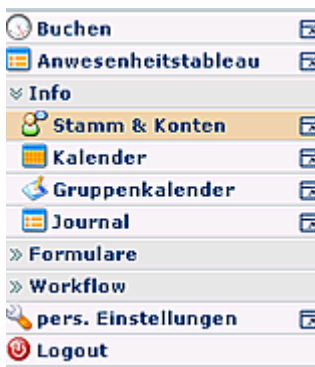 Buchen
Anwesenheitstableau
Info
Stamm & Konten
Kalender
Gruppenkalender
Journal
Formulare
Workflow
pers. Einstellungen
Logout